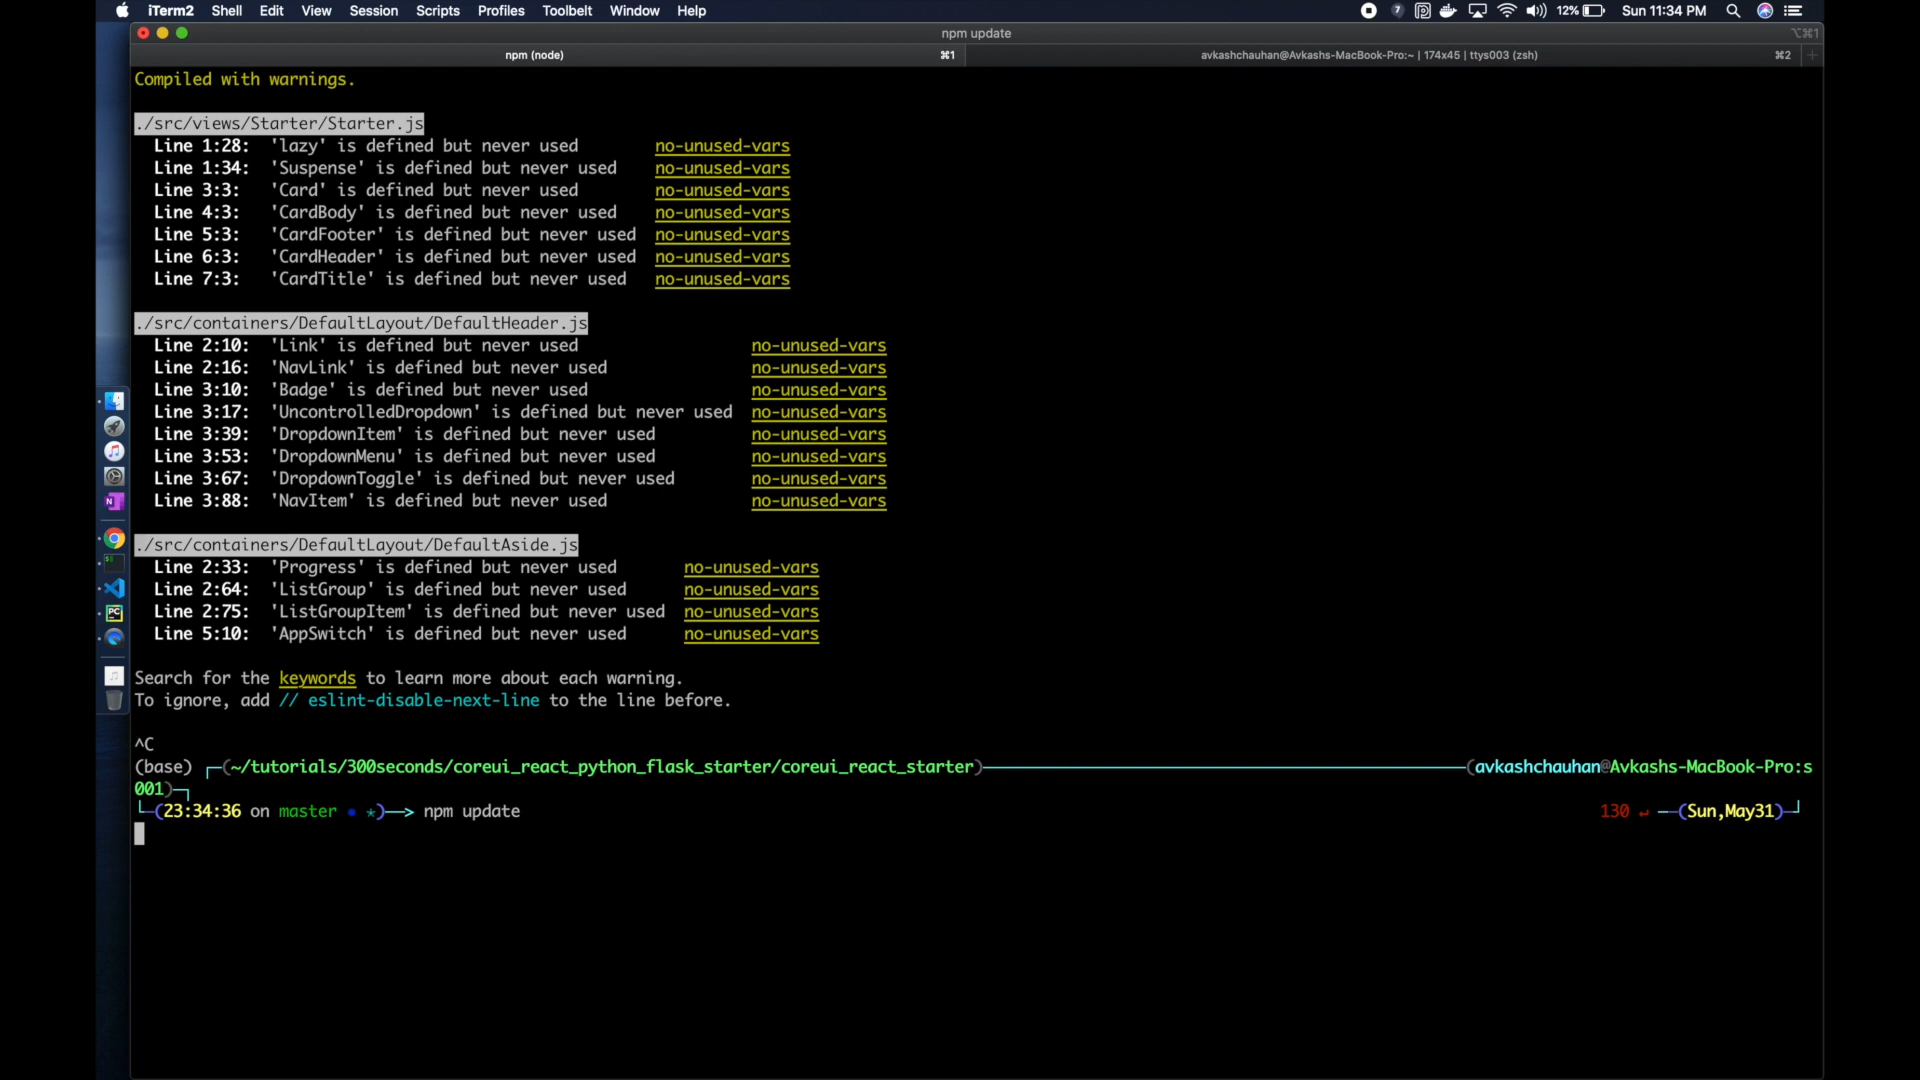 iTerm2 Shell Edit View Session Scripts Profiles Toolbelt Window Help 7 12% Sun 11:34 PM
npm update ⌥⌘1
npm (node) ⌘1 avkashchauhan@Avkashs-MacBook-Pro:~ | 174x45 | ttys003 (zsh) ⌘2
Compiled with warnings.
./src/views/Starter/Starter.js
Line 1:28: 'lazy' is defined but never used no-unused-vars
Line 1:34: 'Suspense' is defined but never used no-unused-vars
Line 3:3: 'Card' is defined but never used no-unused-vars
Line 4:3: 'CardBody' is defined but never used no-unused-vars
Line 5:3: 'CardFooter' is defined but never used no-unused-vars
Line 6:3: 'CardHeader' is defined but never used no-unused-vars
Line 7:3: 'CardTitle' is defined but never used no-unused-vars
./src/containers/DefaultLayout/DefaultHeader.js
Line 2:10: 'Link' is defined but never used no-unused-vars
Line 2:16: 'NavLink' is defined but never used no-unused-vars
Line 3:10: 'Badge' is defined but never used no-unused-vars
Line 3:17: 'UncontrolledDropdown' is defined but never used no-unused-vars
Line 3:39: 'DropdownItem' is defined but never used no-unused-vars
Line 3:53: 'DropdownMenu' is defined but never used no-unused-vars
Line 3:67: 'DropdownToggle' is defined but never used no-unused-vars
Line 3:88: 'NavItem' is defined but never used no-unused-vars
./src/containers/DefaultLayout/DefaultAside.js
Line 2:33: 'Progress' is defined but never used no-unused-vars
Line 2:64: 'ListGroup' is defined but never used no-unused-vars
Line 2:75: 'ListGroupItem' is defined but never used no-unused-vars
Line 5:10: 'AppSwitch' is defined but never used no-unused-vars
Search for the keywords to learn more about each warning.
To ignore, add // eslint-disable-next-line to the line before.
^C
(base) ┌─(~/tutorials/300seconds/coreui_react_python_flask_starter/coreui_react_starter)──(avkashchauhan@Avkashs-MacBook-Pro:s
001)─┐
└─(23:34:36 on master ● ✶)──> npm update 130 ↵ ──(Sun,May31)─┘